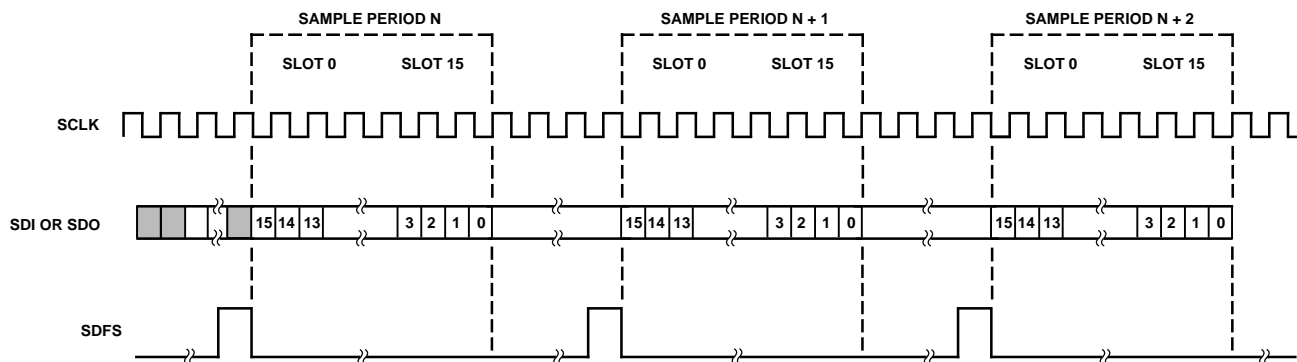 SAMPLE PERIOD N SAMPLE PERIOD N + 1 SAMPLE PERIOD N + 2
SLOT 0 SLOT 15 SLOT 0 SLOT 15 SLOT 0 SLOT 15
SCLK
SDI OR SDO 15 14 13 3 2 1 0 15 14 13 3 2 1 0 15 14 13 3 2 1 0
SDFS